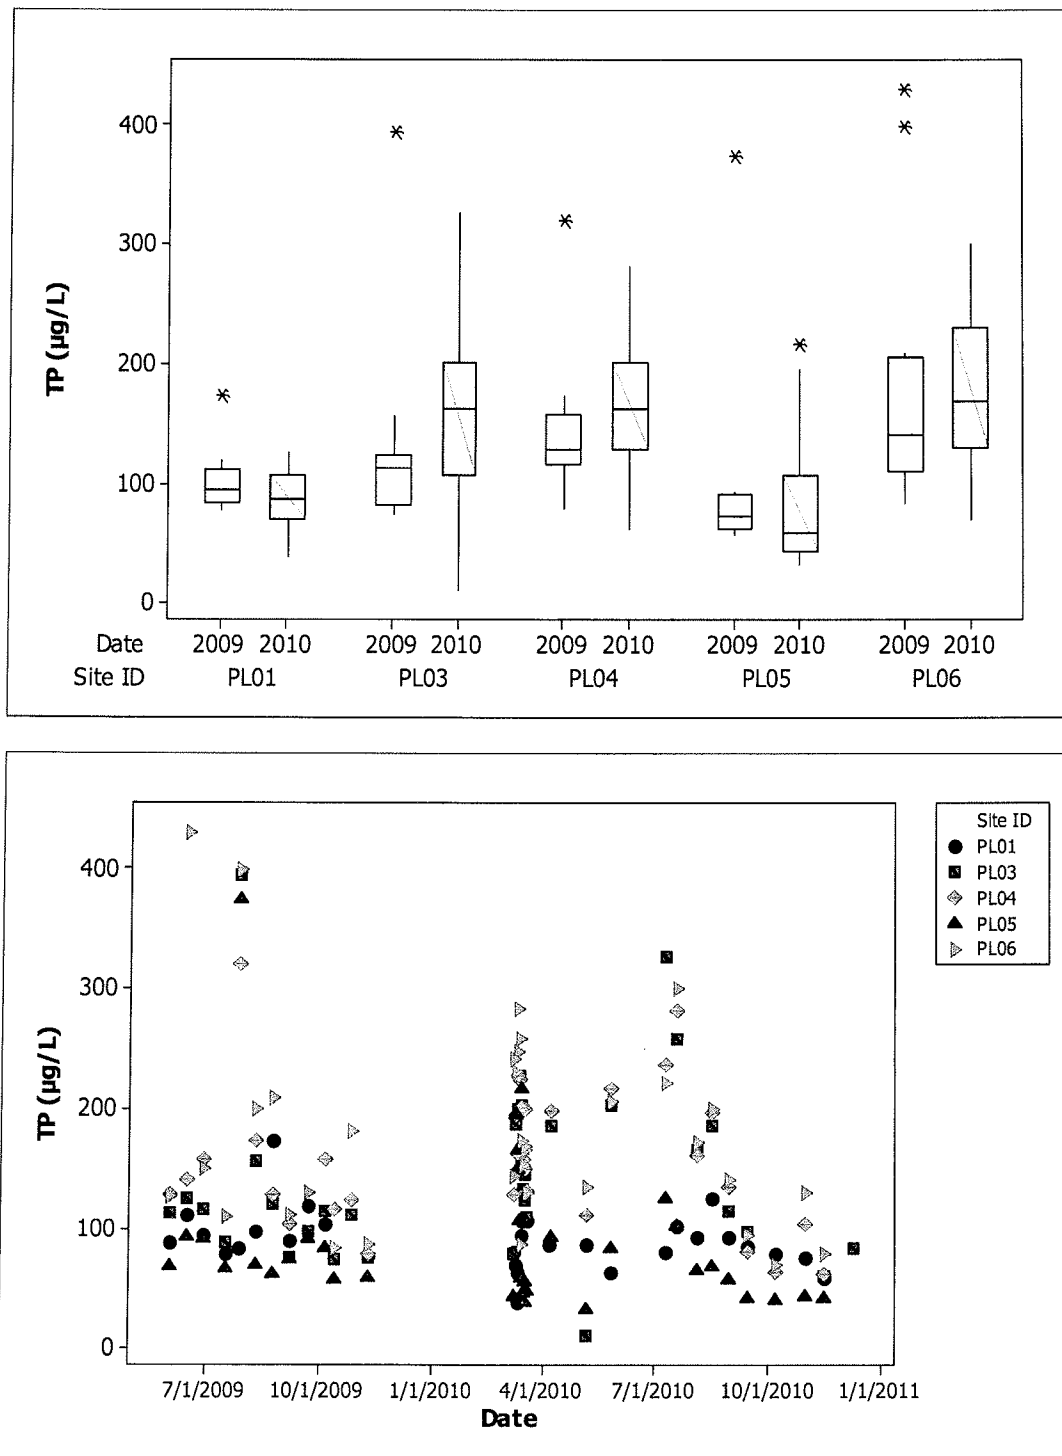 400
300
200
100
0
TP (µg/L)
Date 2009 2010 2009 2010 2009 2010 2009 2010 2009 2010
Site ID PL01 PL03 PL04 PL05 PL06
400
300
200
100
0
TP (µg/L)
7/1/2009 10/1/2009 1/1/2010 4/1/2010 7/1/2010 10/1/2010 1/1/2011
Date
Site ID
PL01
PL03
PL04
PL05
PL06